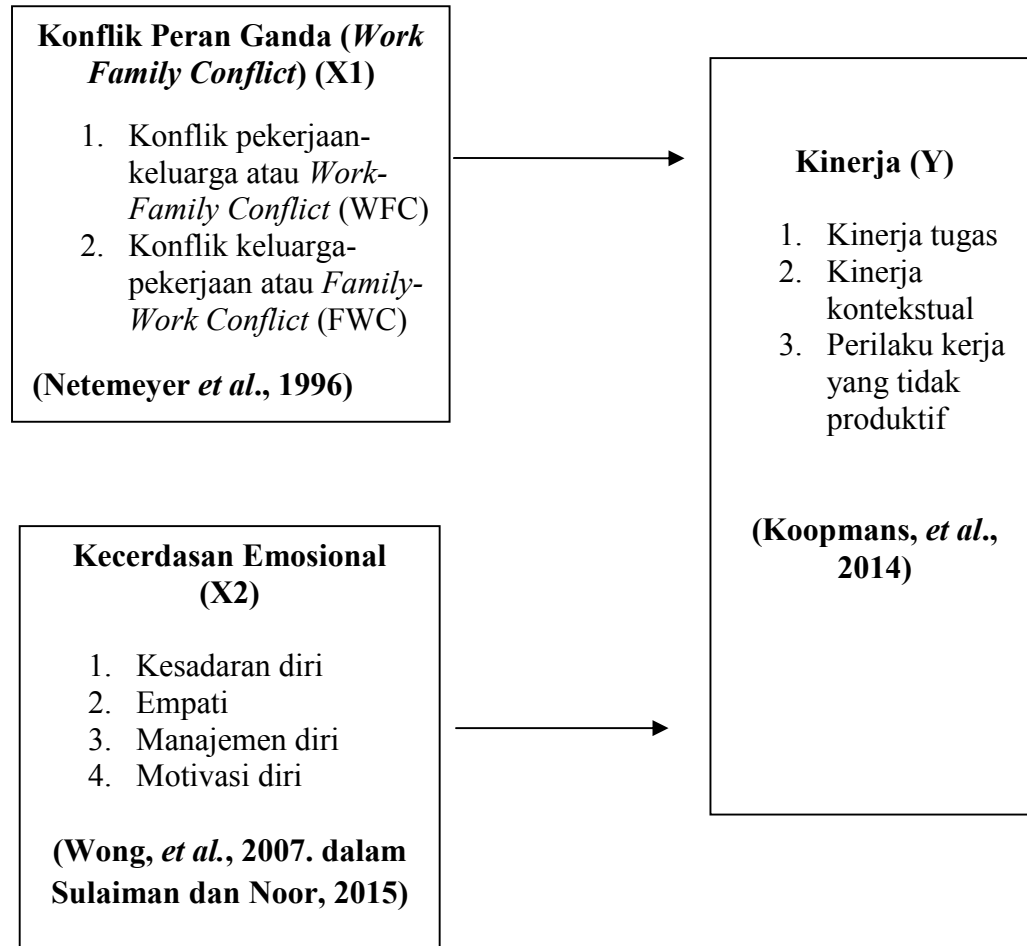 Konflik Peran Ganda (Work
Family Conflict) (X1)
1. Konflik pekerjaan-
keluarga atau Work-
Family Conflict (WFC)
2. Konflik keluarga-
pekerjaan atau Family-
Work Conflict (FWC)
(Netemeyer et al., 1996)
Kecerdasan Emosional
(X2)
1. Kesadaran diri
2. Empati
3. Manajemen diri
4. Motivasi diri
(Wong, et al., 2007. dalam
Sulaiman dan Noor, 2015)
Kinerja (Y)
1. Kinerja tugas
2. Kinerja
kontekstual
3. Perilaku kerja
yang tidak
produktif
(Koopmans, et al.,
2014)